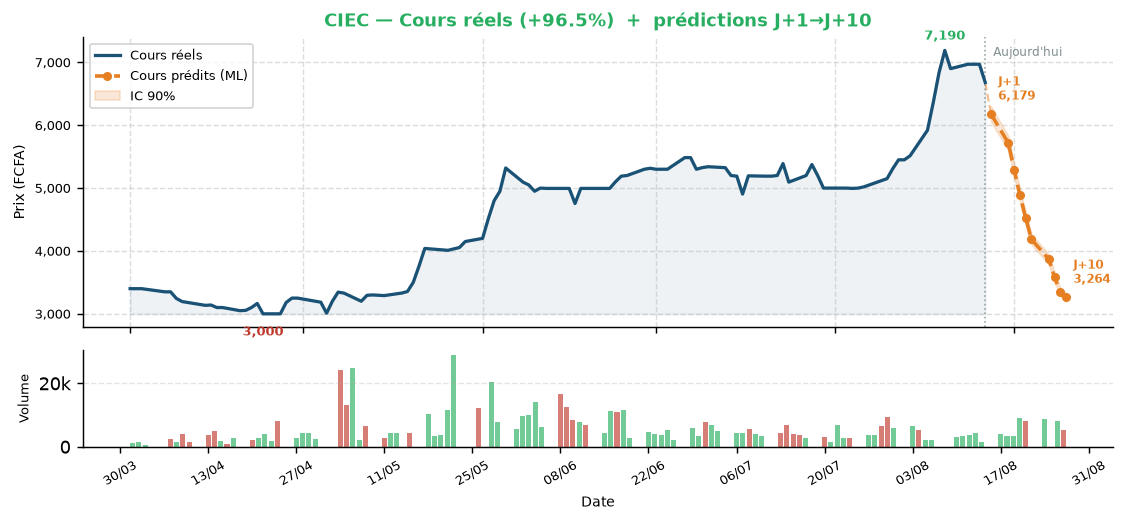 CIEC — Cours réels (+96.5%)  +  prédictions J+1→J+10
7,190
Aujourd'hui
Cours réels
Cours prédits (ML)
IC 90%
J+1
6,179
J+10
3,264
3,000
Prix (FCFA)
7,000
6,000
5,000
4,000
3,000
Volume
20k
0
30/03
13/04
27/04
11/05
25/05
08/06
22/06
06/07
20/07
03/08
17/08
31/08
Date